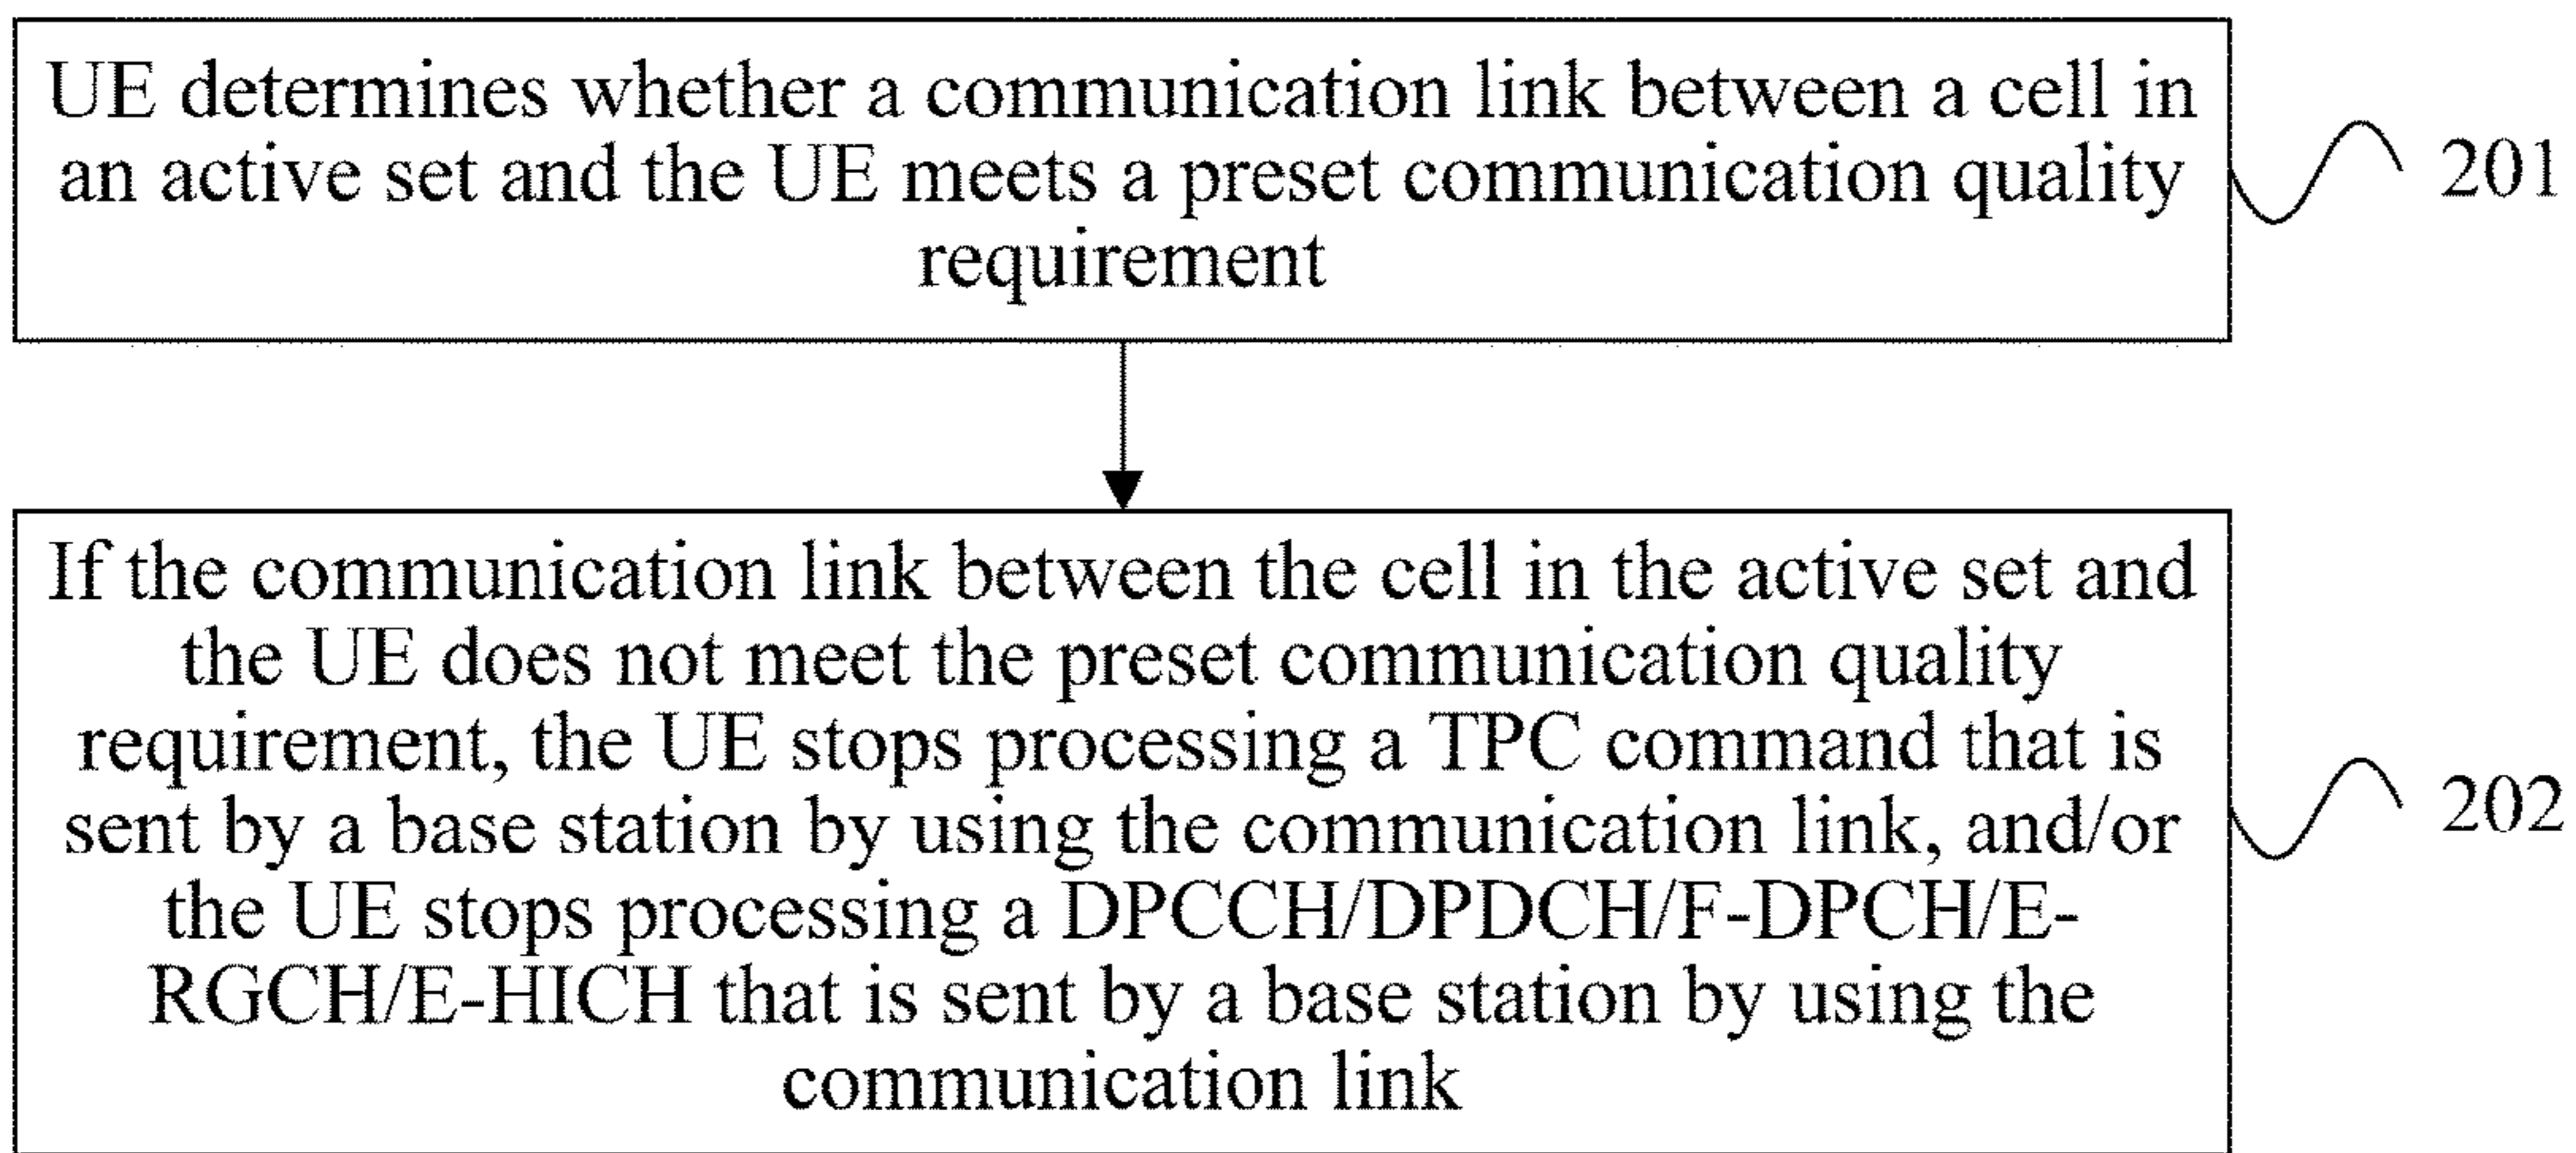 UE determines whether a communication link between a cell in
an active set and the UE meets a preset communication quality
requirement
201
If the communication link between the cell in the active set and
the UE does not meet the preset communication quality
requirement, the UE stops processing a TPC command that is
sent by a base station by using the communication link, and/or
the UE stops processing a DPCCH/DPDCH/F-DPCH/E-
RGCH/E-HICH that is sent by a base station by using the
communication link
202